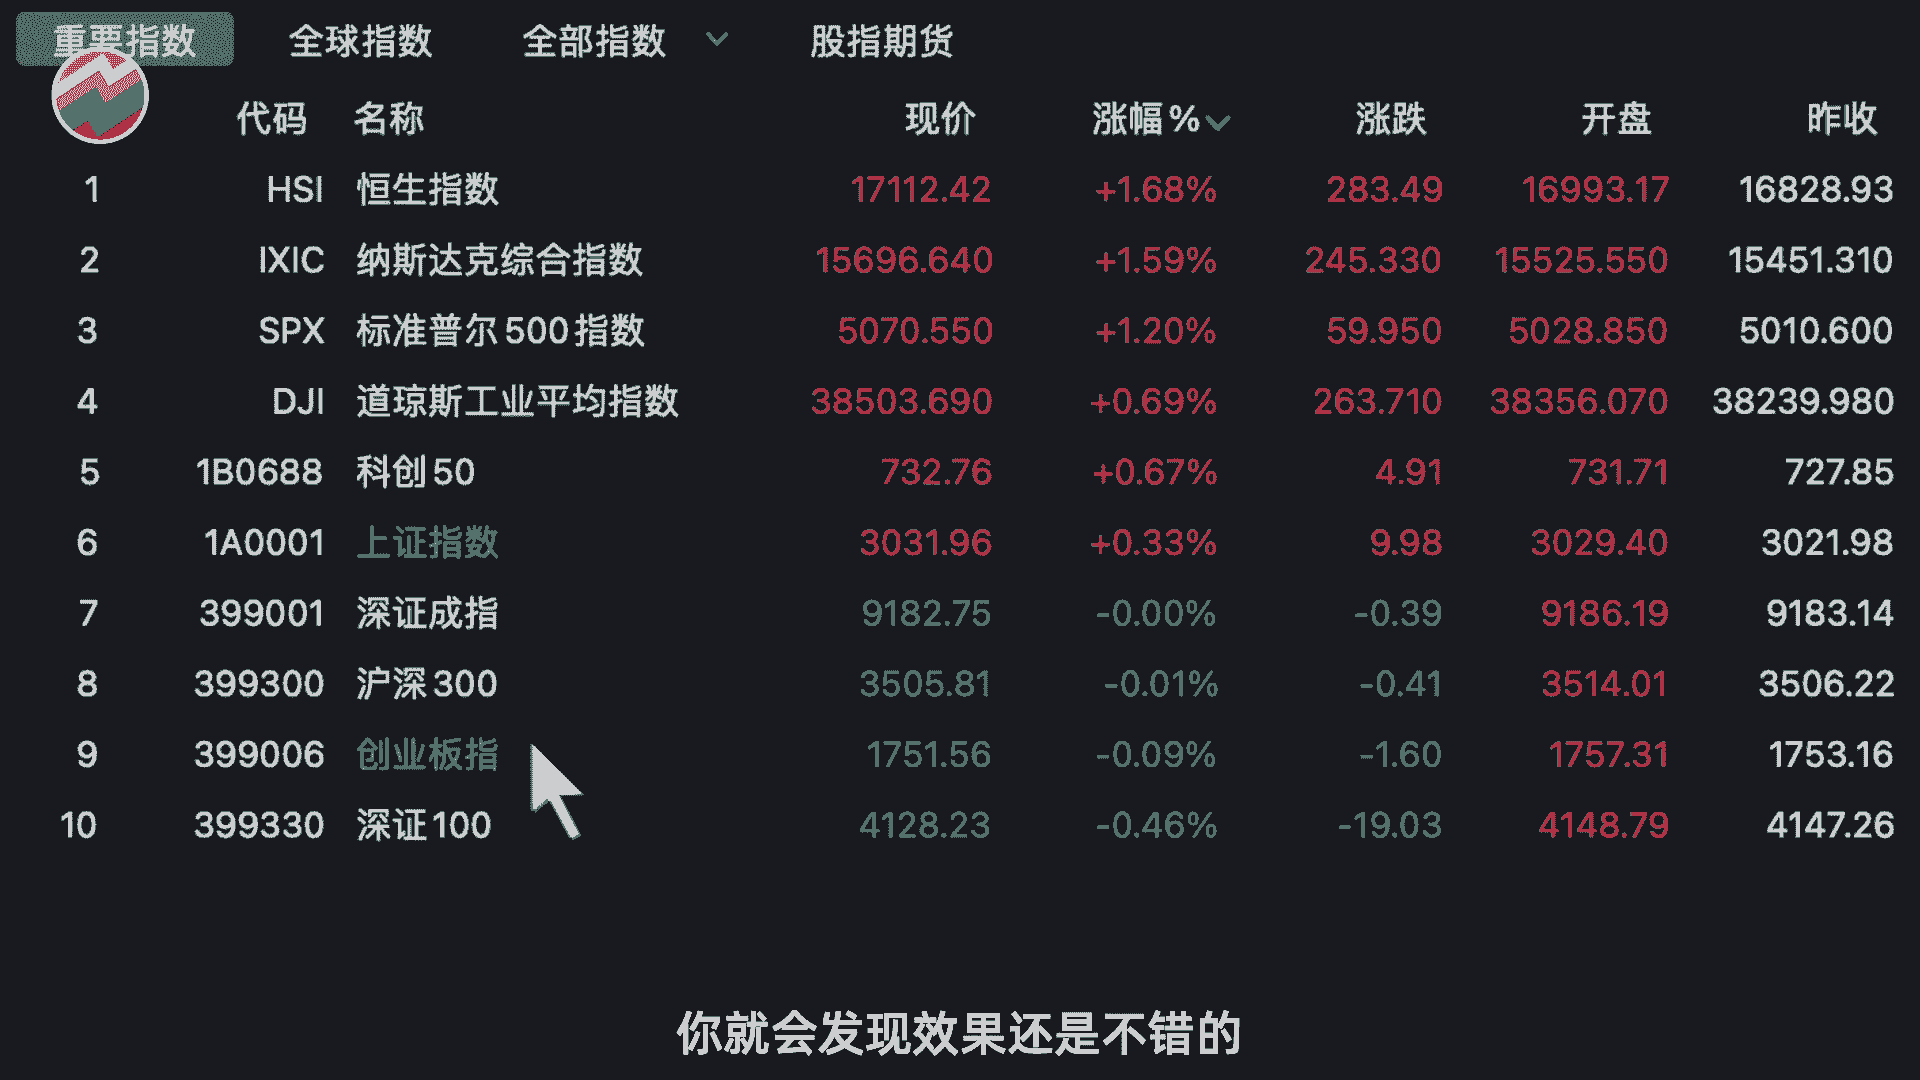 重要指数 全球指数 全部指数 股指期货
代码 名称 现价 涨幅% 涨跌 开盘 昨收
1 HSI 恒生指数 17112.42 +1.68% 283.49 16993.17 16828.93
2 IXIC 纳斯达克综合指数 15696.640 +1.59% 245.330 15525.550 15451.310
3 SPX 标准普尔500指数 5070.550 +1.20% 59.950 5028.850 5010.600
4 DJI 道琼斯工业平均指数 38503.690 +0.69% 263.710 38356.070 38239.980
5 1B0688 科创50 732.76 +0.67% 4.91 731.71 727.85
6 1A0001 上证指数 3031.96 +0.33% 9.98 3029.40 3021.98
7 399001 深证成指 9182.75 -0.00% -0.39 9186.19 9183.14
8 399300 沪深300 3505.81 -0.01% -0.41 3514.01 3506.22
9 399006 创业板指 1751.56 -0.09% -1.60 1757.31 1753.16
10 399330 深证100 4128.23 -0.46% -19.03 4148.79 4147.26
你就会发现效果还是不错的